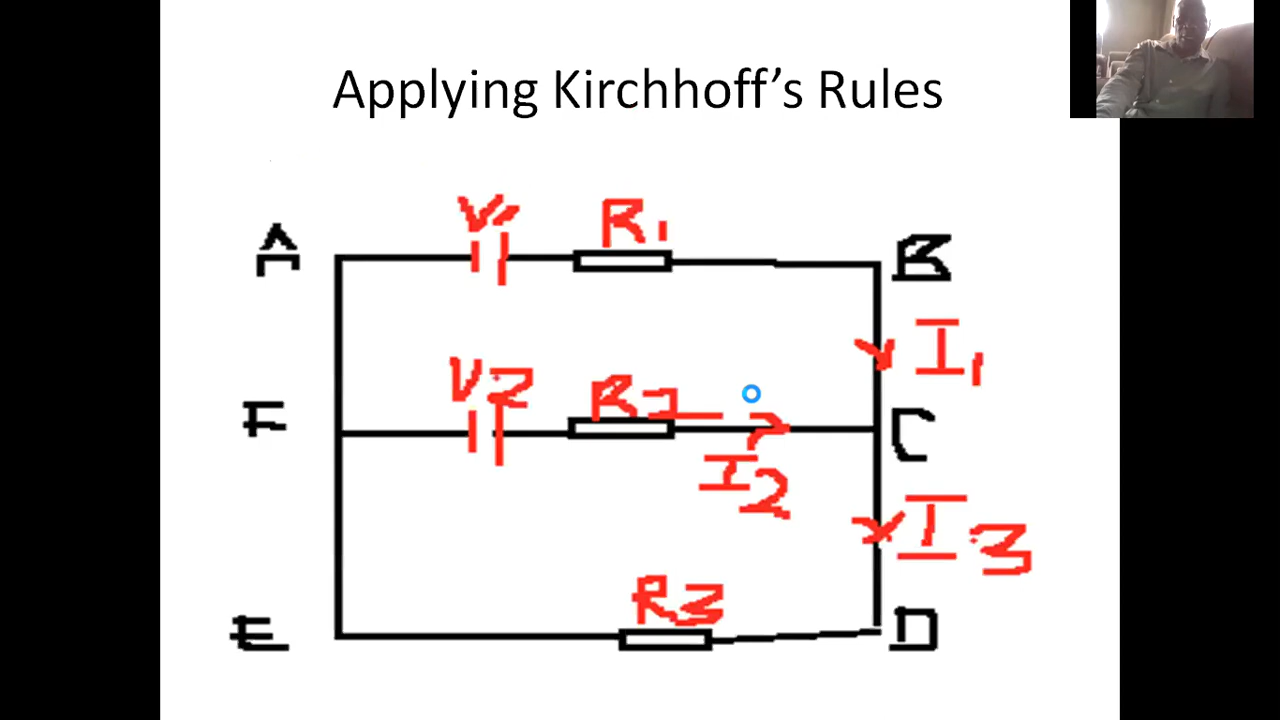 Applying Kirchhoff's Rules
V1 R1
A B
I1
V2 R2
F C
I2
I3
R3
E D